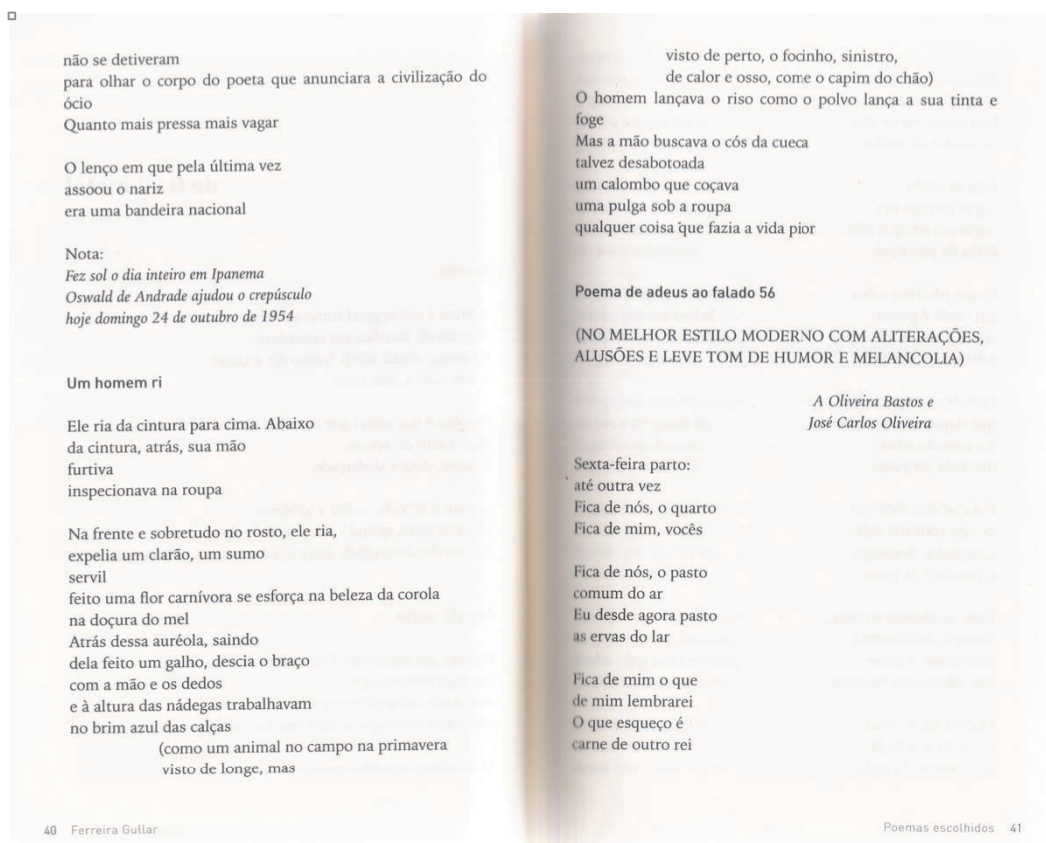 não se detiveram
para olhar o corpo do poeta que anunciara a civilização do
ócio
Quanto mais pressa mais vagar
O lenço em que pela última vez
assoou o nariz
era uma bandeira nacional
Nota:
Fez sol o dia inteiro em Ipanema
Oswald de Andrade ajudou o crepúsculo
hoje domingo 24 de outubro de 1954
Um homem ri
Ele ria da cintura para cima. Abaixo
da cintura, atrás, sua mão
furtiva
inspecionava na roupa
Na frente e sobretudo no rosto, ele ria,
expelia um clarão, um sumo
servil
feito uma flor carnívora se esforça na beleza da corola
na doçura do mel
Atrás dessa auréola, saindo
dela feito um galho, descia o braço
com a mão e os dedos
e à altura das nádegas trabalhavam
no brim azul das calças
(como um animal no campo na primavera
visto de longe, mas
40 Ferreira Gullar
visto de perto, o focinho, sinistro,
de calor e osso, come o capim do chão)
O homem lançava o riso como o polvo lança a sua tinta e
foge
Mas a mão buscava o cós da cueca
talvez desabotoada
um calombo que coçava
uma pulga sob a roupa
qualquer coisa que fazia a vida pior
Poema de adeus ao falado 56
(NO MELHOR ESTILO MODERNO COM ALITERAÇÕES,
ALUSÕES E LEVE TOM DE HUMOR E MELANCOLIA)
A Oliveira Bastos e
José Carlos Oliveira
Sexta-feira parto:
até outra vez
Fica de nós, o quarto
Fica de mim, vocês
Fica de nós, o pasto
comum do ar
Eu desde agora pasto
as ervas do lar
Fica de mim o que
de mim lembrarei
O que esqueço é
carne de outro rei
Poemas escolhidos 41